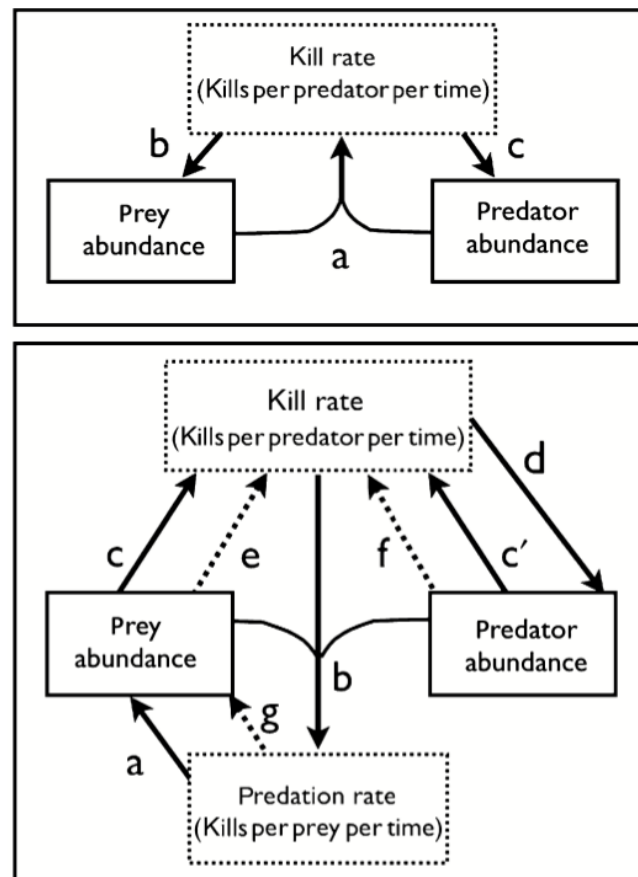 Kill rate
(Kills per predator per time)
b
c
Prey
abundance
Predator
abundance
a
Kill rate
(Kills per predator per time)
d
c
e
f
c′
Prey
abundance
Predator
abundance
b
g
a
Predation rate
(Kills per prey per time)